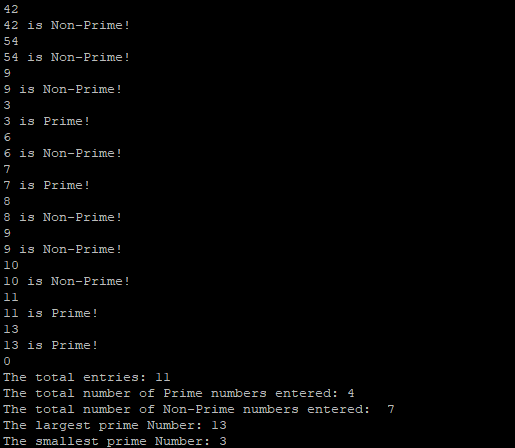 42
42 is Non-Prime!
54
54 is Non-Prime!
9
9 is Non-Prime!
3
3 is Prime!
6
6 is Non-Prime!
7
7 is Prime!
8
8 is Non-Prime!
9
9 is Non-Prime!
10
10 is Non-Prime!
11
11 is Prime!
13
13 is Prime!
0
The total entries: 11
The total number of Prime numbers entered: 4
The total number of Non-Prime numbers entered:  7
The largest prime Number: 13
The smallest prime Number: 3